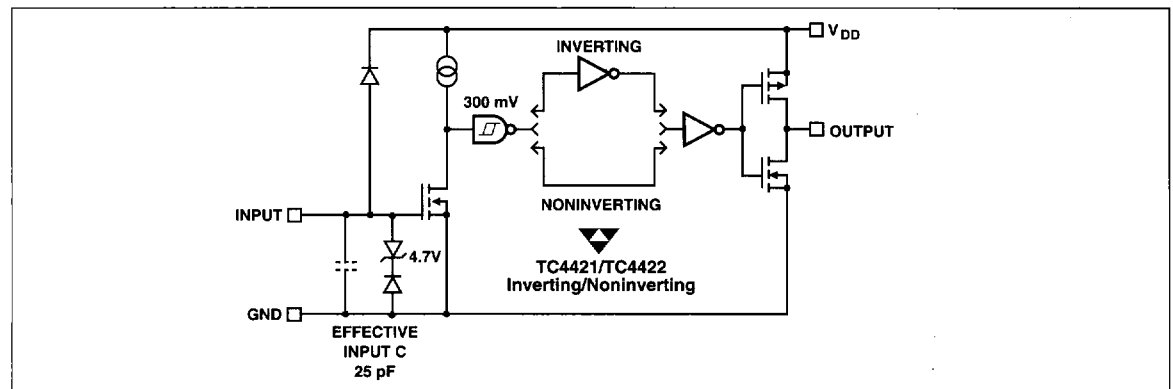 V_DD
INVERTING
300 mV
OUTPUT
INPUT
NONINVERTING
4.7V
TC4421/TC4422
Inverting/Noninverting
GND
EFFECTIVE
INPUT C
25 pF